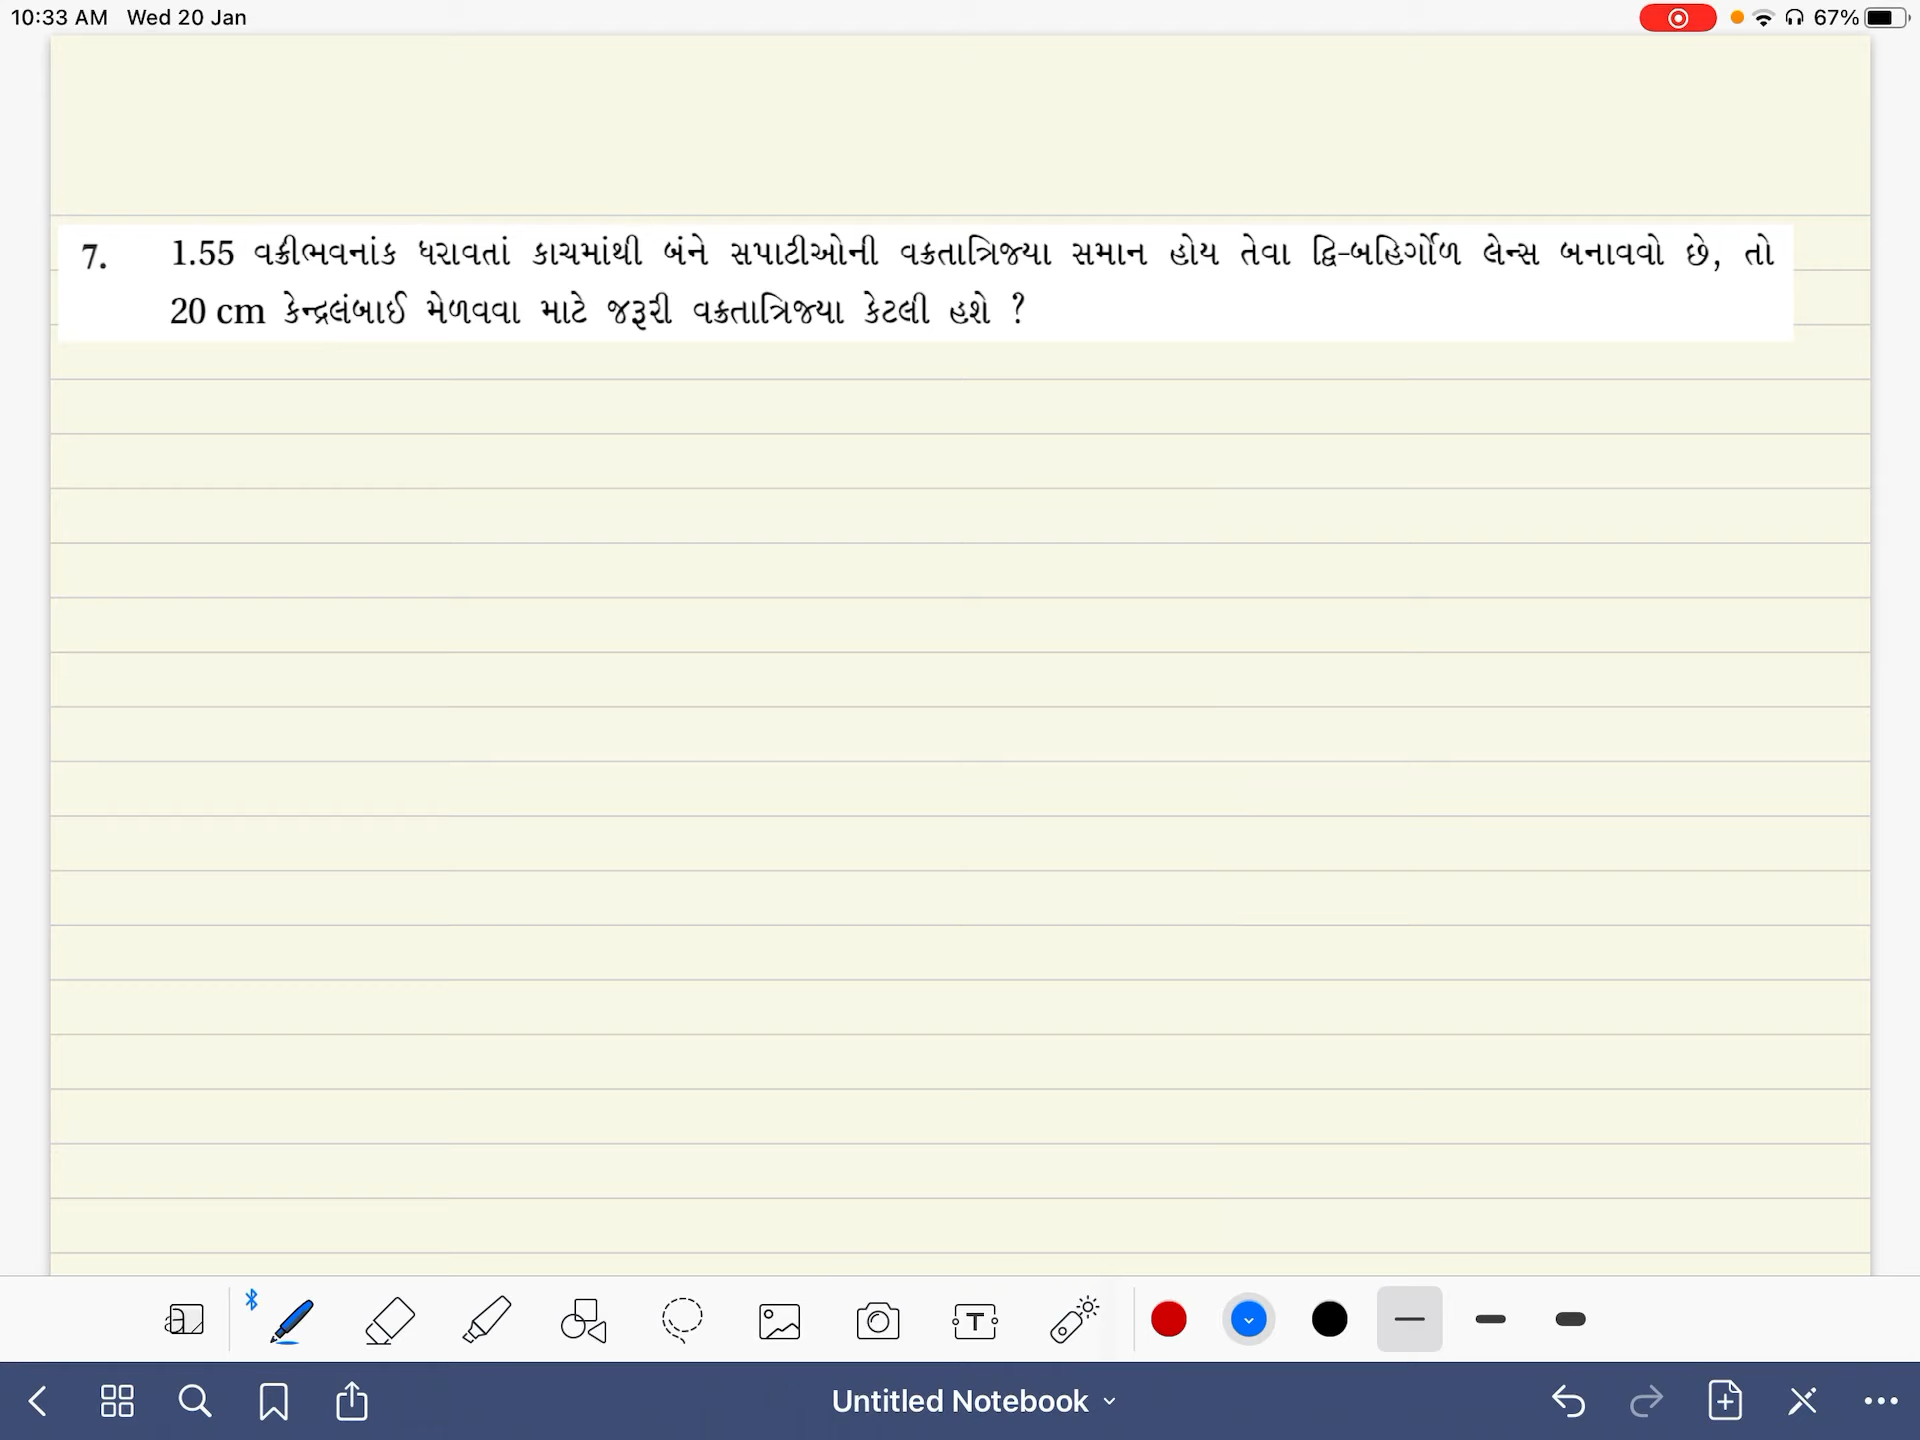 10:33 AM Wed 20 Jan 67%
7. 1.55 વક્રીભવનાંક ધરાવતાં કાચમાંથી બંને સપાટીઓની વક્રતાત્રિજ્યા સમાન હોય તેવા દ્વિ-બહિર્ગોળ લેન્સ બનાવવો છે, તો
20 cm કેન્દ્રલંબાઈ મેળવવા માટે જરૂરી વક્રતાત્રિજ્યા કેટલી હશે ?
Untitled Notebook